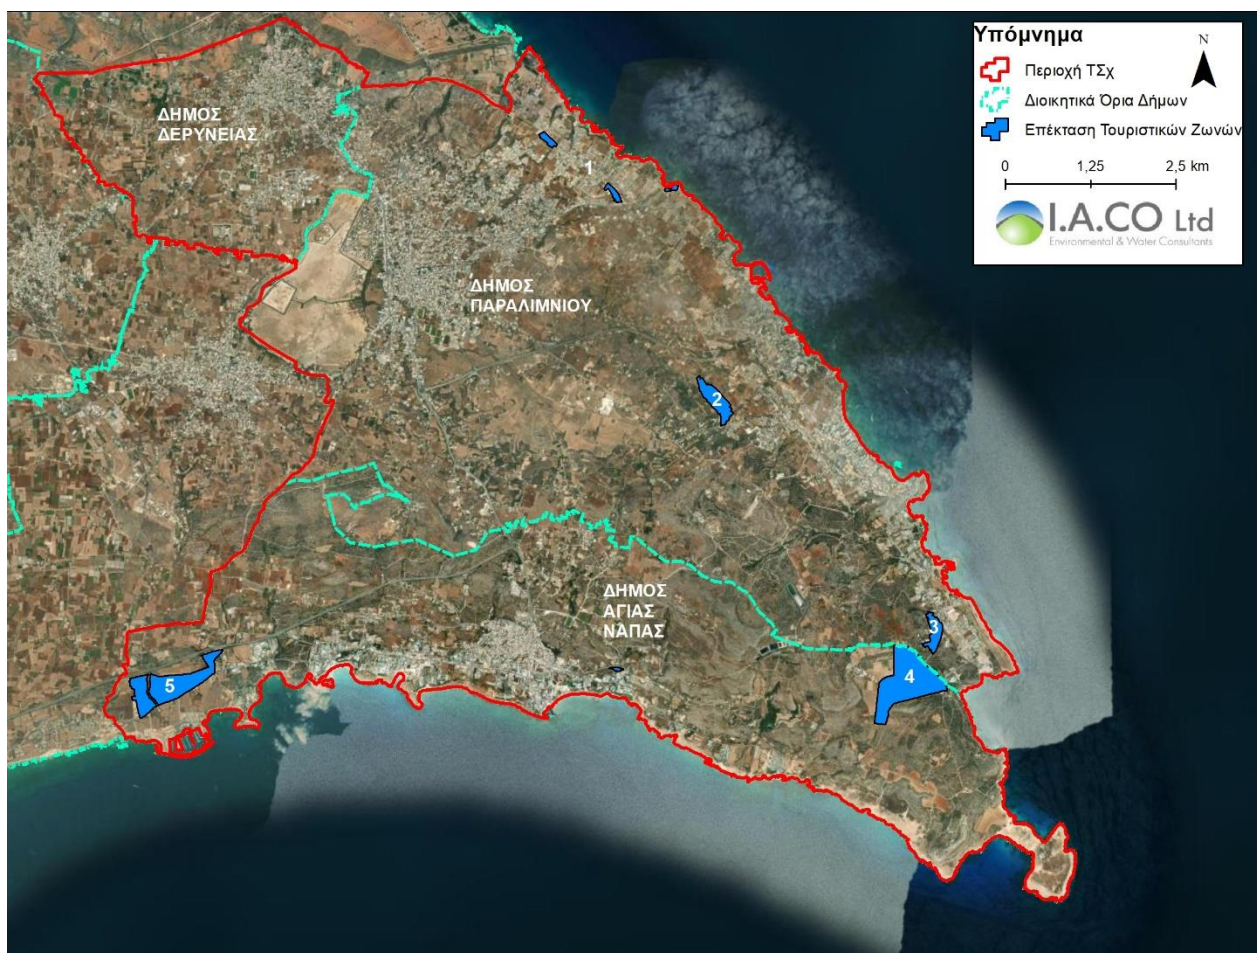 Υπόμνημα
N
Περιοχή ΤΣχ
Διοικητικά Όρια Δήμων
Επέκταση Τουριστικών Ζωνών
0 1,25 2,5 km
I.A.CO Ltd
Environmental & Water Consultants
ΔΗΜΟΣ
ΔΕΡΥΝΕΙΑΣ
1
ΔΗΜΟΣ
ΠΑΡΑΛΙΜΝΙΟΥ
2
ΔΗΜΟΣ
ΑΓΙΑΣ
ΝΑΠΑΣ
3
4
5